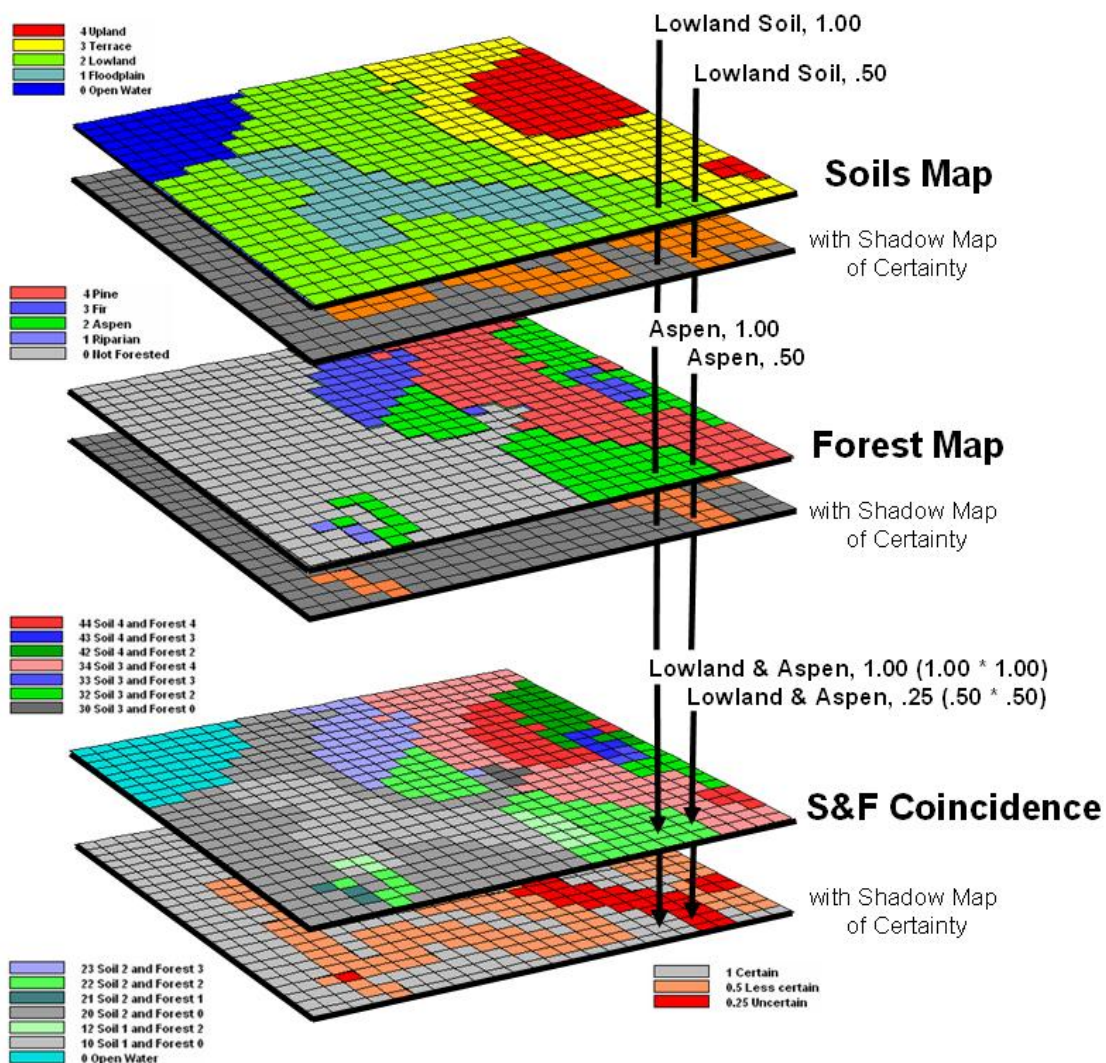 Lowland Soil, 1.00
4 Upland
3 Terrace
2 Lowland
1 Floodplain
0 Open Water
Lowland Soil, .50
Soils Map
with Shadow Map
of Certainty
4 Pine
3 Fir
2 Aspen
1 Riparian
0 Not Forested
Aspen, 1.00
Aspen, .50
Forest Map
with Shadow Map
of Certainty
44 Soil 4 and Forest 4
43 Soil 4 and Forest 3
42 Soil 4 and Forest 2
34 Soil 3 and Forest 4
33 Soil 3 and Forest 3
32 Soil 3 and Forest 2
30 Soil 3 and Forest 0
Lowland & Aspen, 1.00 (1.00 * 1.00)
Lowland & Aspen, .25 (.50 * .50)
S&F Coincidence
with Shadow Map
of Certainty
23 Soil 2 and Forest 3
22 Soil 2 and Forest 2
21 Soil 2 and Forest 1
20 Soil 2 and Forest 0
12 Soil 1 and Forest 2
10 Soil 1 and Forest 0
0 Open Water
1 Certain
0.5 Less certain
0.25 Uncertain